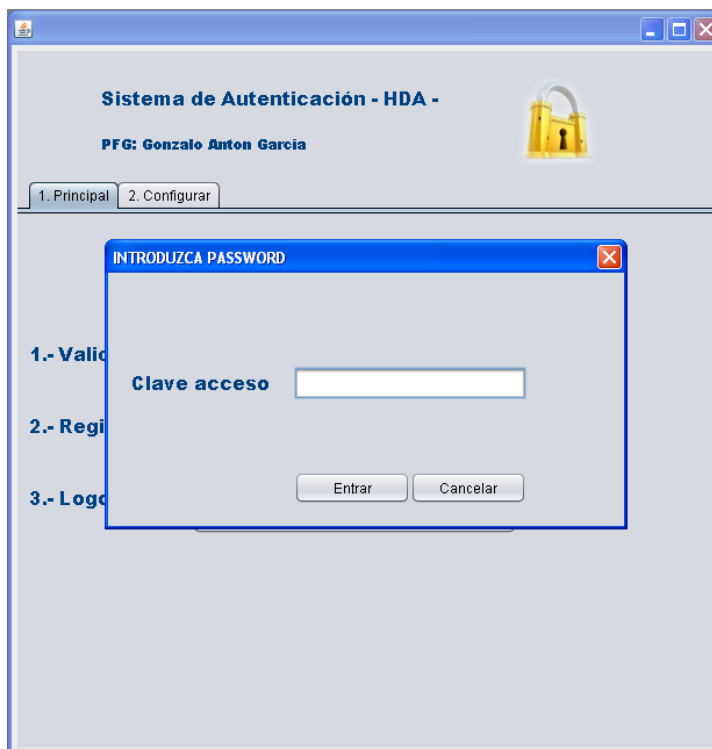 Sistema de Autenticación - HDA -
PFG: Gonzalo Anton Garcia
1. Principal 2. Configurar
INTRODUZCA PASSWORD
1.- Valid
Clave acceso
2.- Regi
Entrar Cancelar
3.- Logo